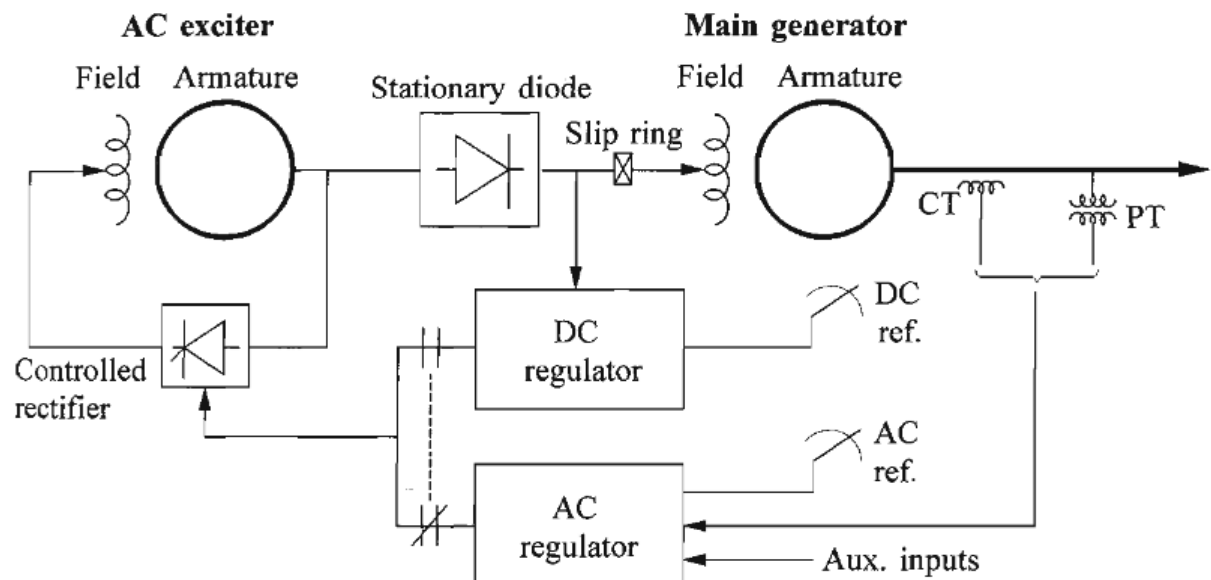 AC exciter
Main generator
Field
Armature
Stationary diode
Slip ring
Field
Armature
CT
PT
Controlled
rectifier
DC
regulator
DC
ref.
AC
regulator
AC
ref.
Aux. inputs